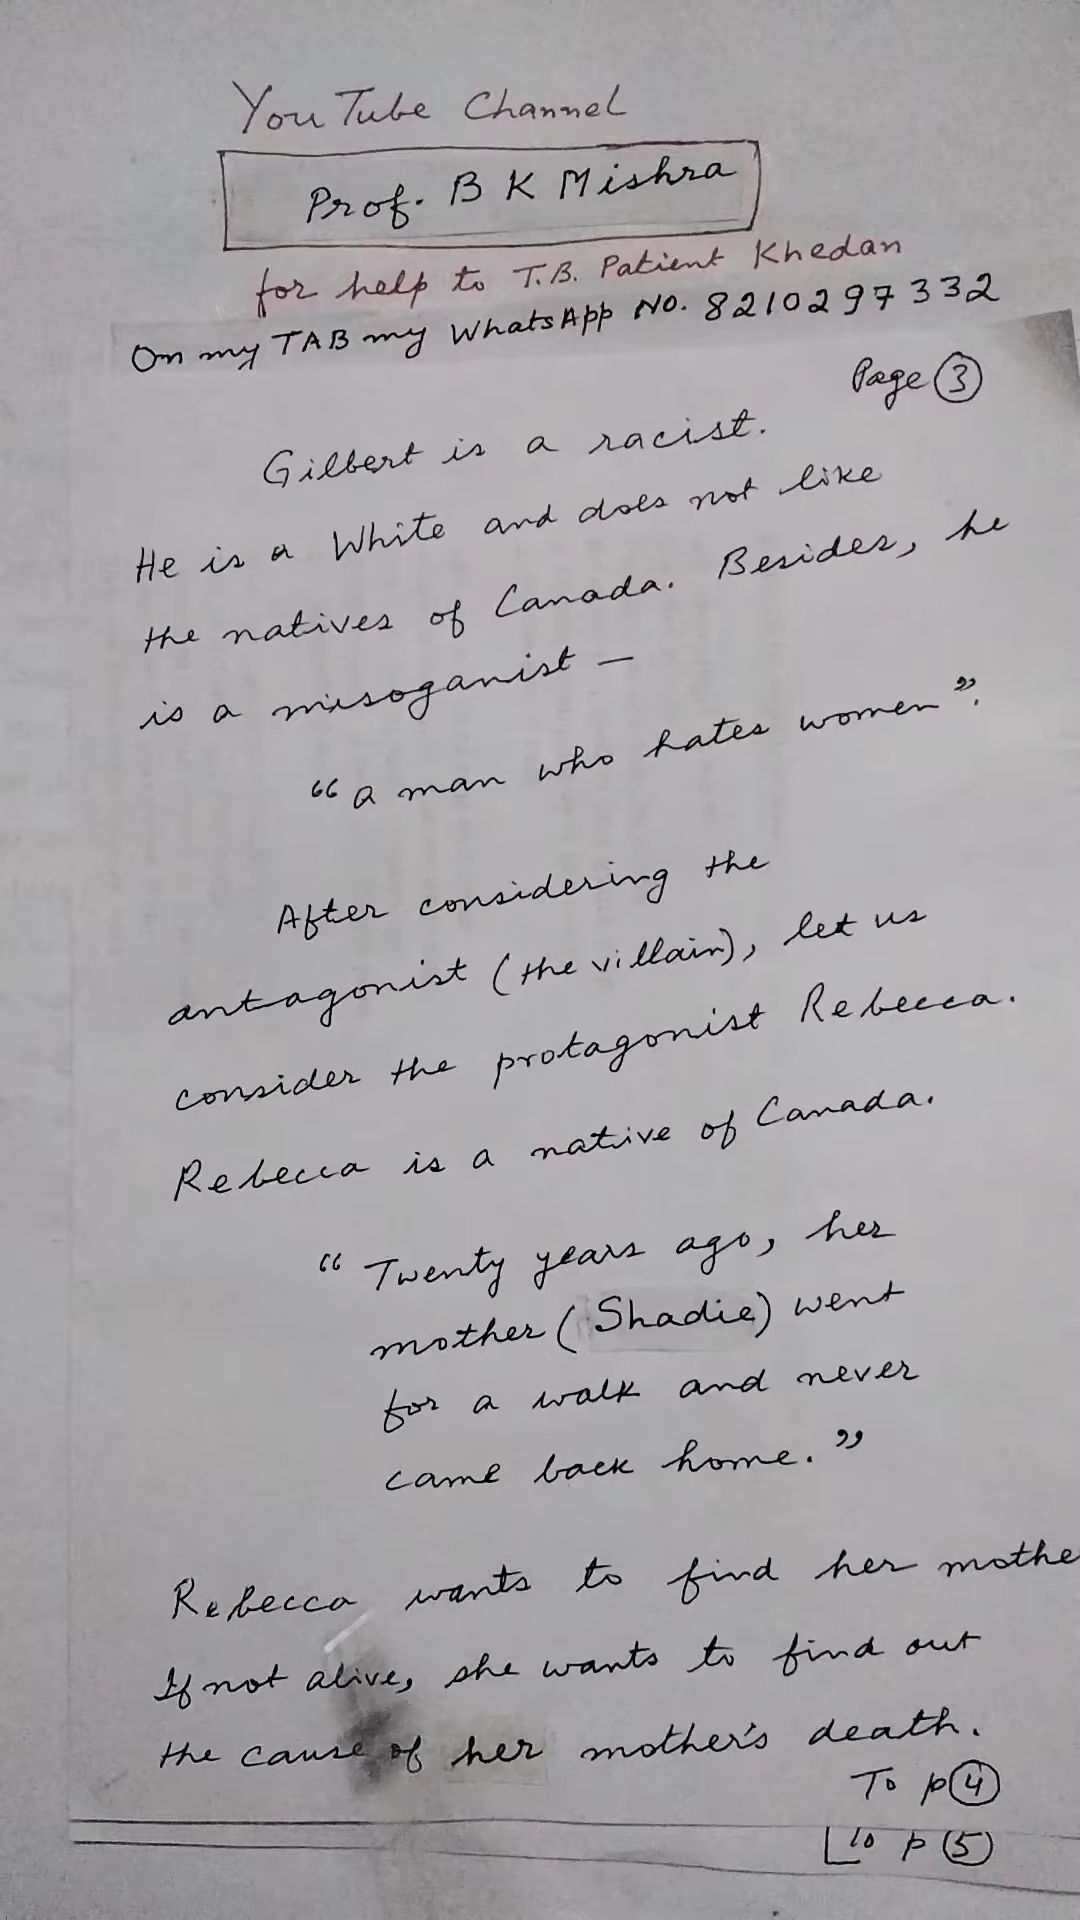 YouTube Channel
Prof. B K Mishra
for help to T.B. Patient Khedan
On my TAB my WhatsApp No. 8210297332
Page 3
Gilbert is a racist.
He is a White and does not like
the natives of Canada. Besides, he
is a misoganist —
"a man who hates women".
After considering the
antagonist (the villain), let us
consider the protagonist Rebecca.
Rebecca is a native of Canada.
"Twenty years ago, her
mother (Shadie) went
for a walk and never
came back home."
Rebecca wants to find her mothe
If not alive, she wants to find out
the cause of her mother's death.
To p 4
to p 5